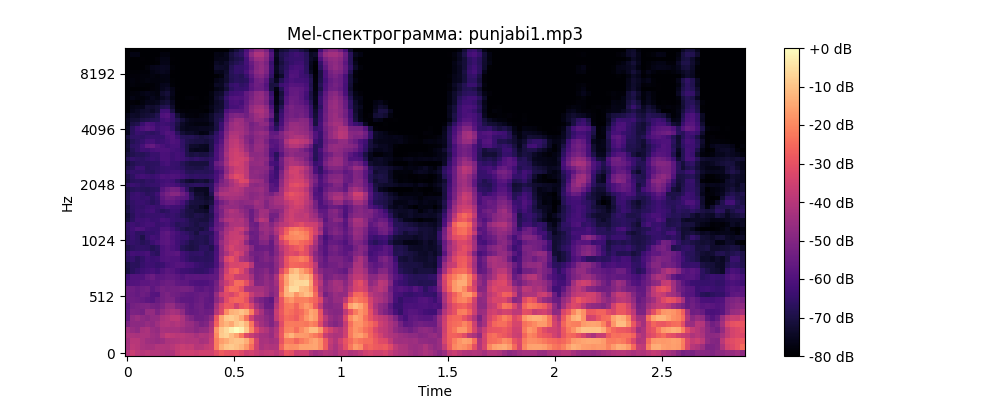 Mel-спектрограмма: punjabi1.mp3
8192
4096
2048
1024
512
0
Hz
0 0.5 1 1.5 2 2.5
Time
+0 dB
-10 dB
-20 dB
-30 dB
-40 dB
-50 dB
-60 dB
-70 dB
-80 dB